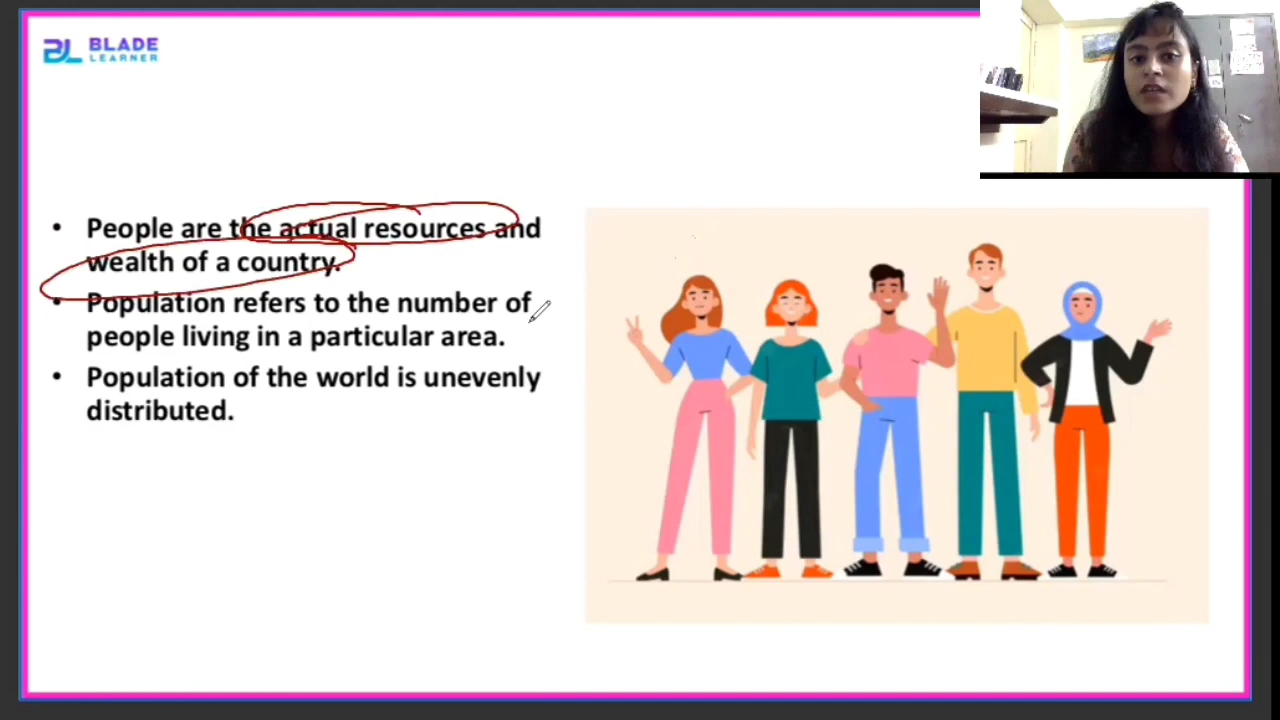 BLADE
LEARNER
• People are the actual resources and
wealth of a country.
• Population refers to the number of
people living in a particular area.
• Population of the world is unevenly
distributed.